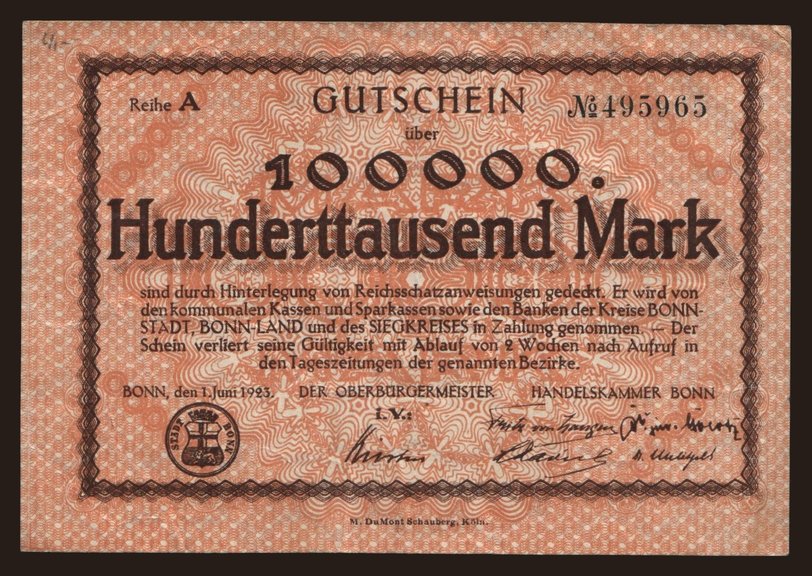 Reihe A GUTSCHEIN №495965
über
100000.
Hunderttausend Mark
sind durch Hinterlegung von Reichsschatzanweisungen gedeckt. Er wird von
den kommunalen Kassen und Sparkassen sowie den Banken der Kreise BONN-
STADT, BONN-LAND und des SIEGKREISES in Zahlung genommen. — Der
Schein verliert seine Gültigkeit mit Ablauf von 2 Wochen nach Aufruf in
den Tageszeitungen der genannten Bezirke.
BONN, den 1. Juni 1923. DER OBERBÜRGERMEISTER HANDELSKAMMER BONN
I.V.:
STADT BONN
M. DuMont Schauberg, Köln.